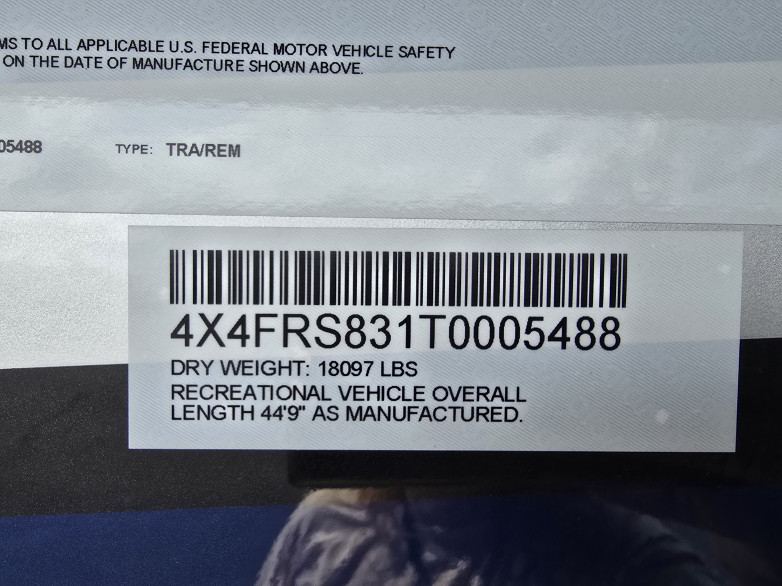 MS TO ALL APPLICABLE U.S. FEDERAL MOTOR VEHICLE SAFETY
ON THE DATE OF MANUFACTURE SHOWN ABOVE.
05488 TYPE: TRA/REM
4X4FRS831T0005488
DRY WEIGHT: 18097 LBS
RECREATIONAL VEHICLE OVERALL
LENGTH 44'9" AS MANUFACTURED.